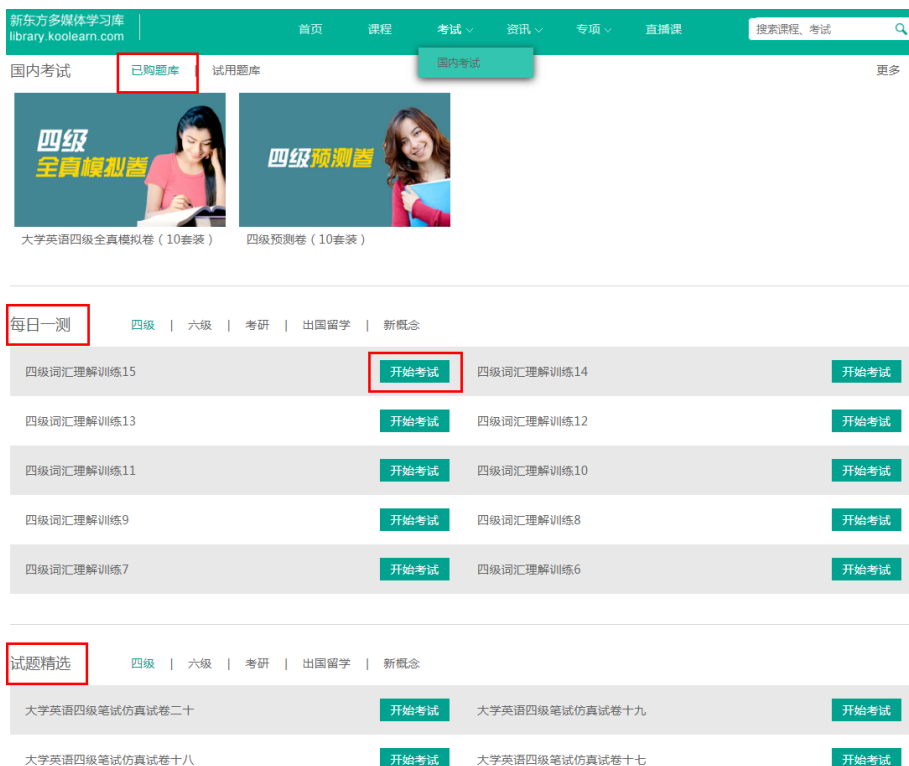 新东方多媒体学习库
library.koolearn.com
首页 课程 考试 资讯 专项 直播课 搜索课程、考试
国内考试
国内考试 已购题库 | 试用题库 更多
四级
全真模拟卷
四级预测卷
大学英语四级全真模拟卷(10套装) 四级预测卷(10套装)
每日一测 四级 | 六级 | 考研 | 出国留学 | 新概念
四级词汇理解训练15 开始考试 四级词汇理解训练14 开始考试
四级词汇理解训练13 开始考试 四级词汇理解训练12 开始考试
四级词汇理解训练11 开始考试 四级词汇理解训练10 开始考试
四级词汇理解训练9 开始考试 四级词汇理解训练8 开始考试
四级词汇理解训练7 开始考试 四级词汇理解训练6 开始考试
试题精选 四级 | 六级 | 考研 | 出国留学 | 新概念
大学英语四级笔试仿真试卷二十 开始考试 大学英语四级笔试仿真试卷十九 开始考试
大学英语四级笔试仿真试卷十八 开始考试 大学英语四级笔试仿真试卷十七 开始考试